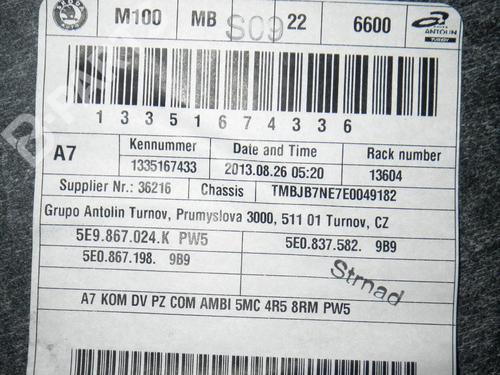 M100 MB S09 22 6600
ANTOLIN
TURNOV
13351674336
A7
Kennummer Date and Time Rack number
1335167433 2013.08.26 05:20 13604
Supplier Nr.: 36216 Chassis TMBJB7NE7E0049182
Grupo Antolin Turnov, Prumyslova 3000, 511 01 Turnov, CZ
5E9.867.024.K PW5 5E0.837.582. 9B9
5E0.867.198. 9B9
Strnad
A7 KOM DV PZ COM AMBI 5MC 4R5 8RM PW5